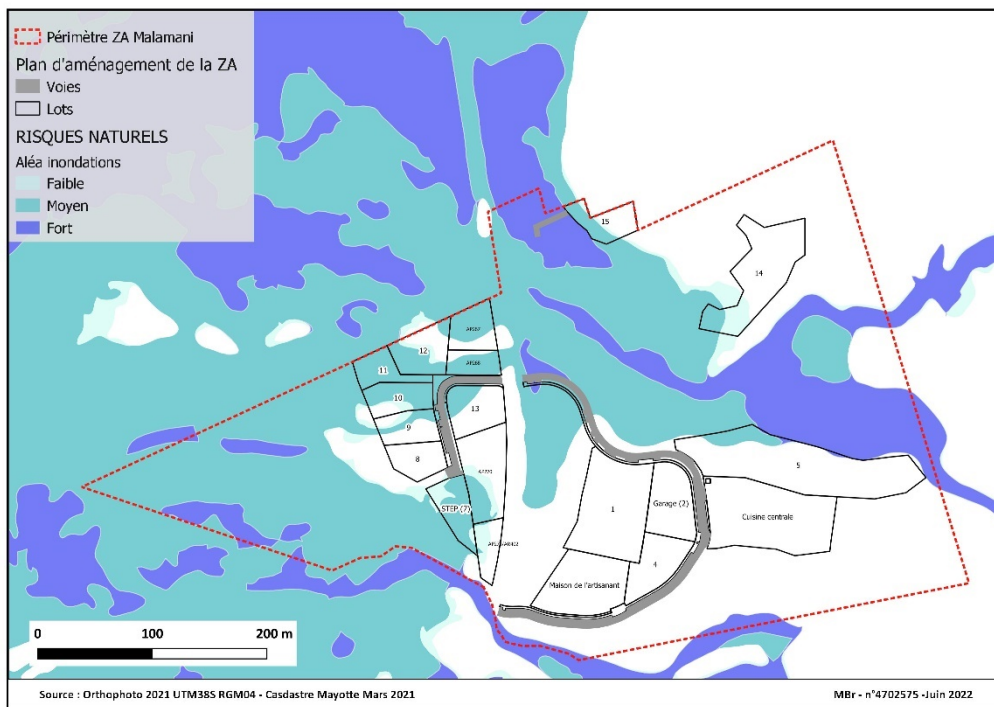 Périmètre ZA Malamani
Plan d'aménagement de la ZA
Voies
Lots
RISQUES NATURELS
Aléa inondations
Faible
Moyen
Fort
15
14
12
11
10
13
9
8
STEP (7)
5
1
Garage (2)
Cuisine centrale
4
Maison de l'artisanant
0 100 200 m
Source : Orthophoto 2021 UTM38S RGM04 - Casdastre Mayotte Mars 2021
MBr - n°4702575 -Juin 2022